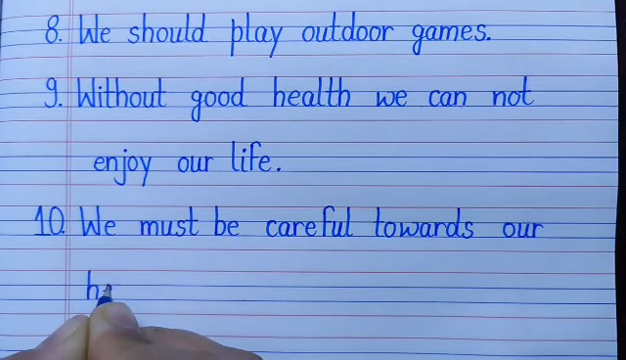 8. We should play outdoor games.
9. Without good health we can not
enjoy our life.
10. We must be careful towards our
h